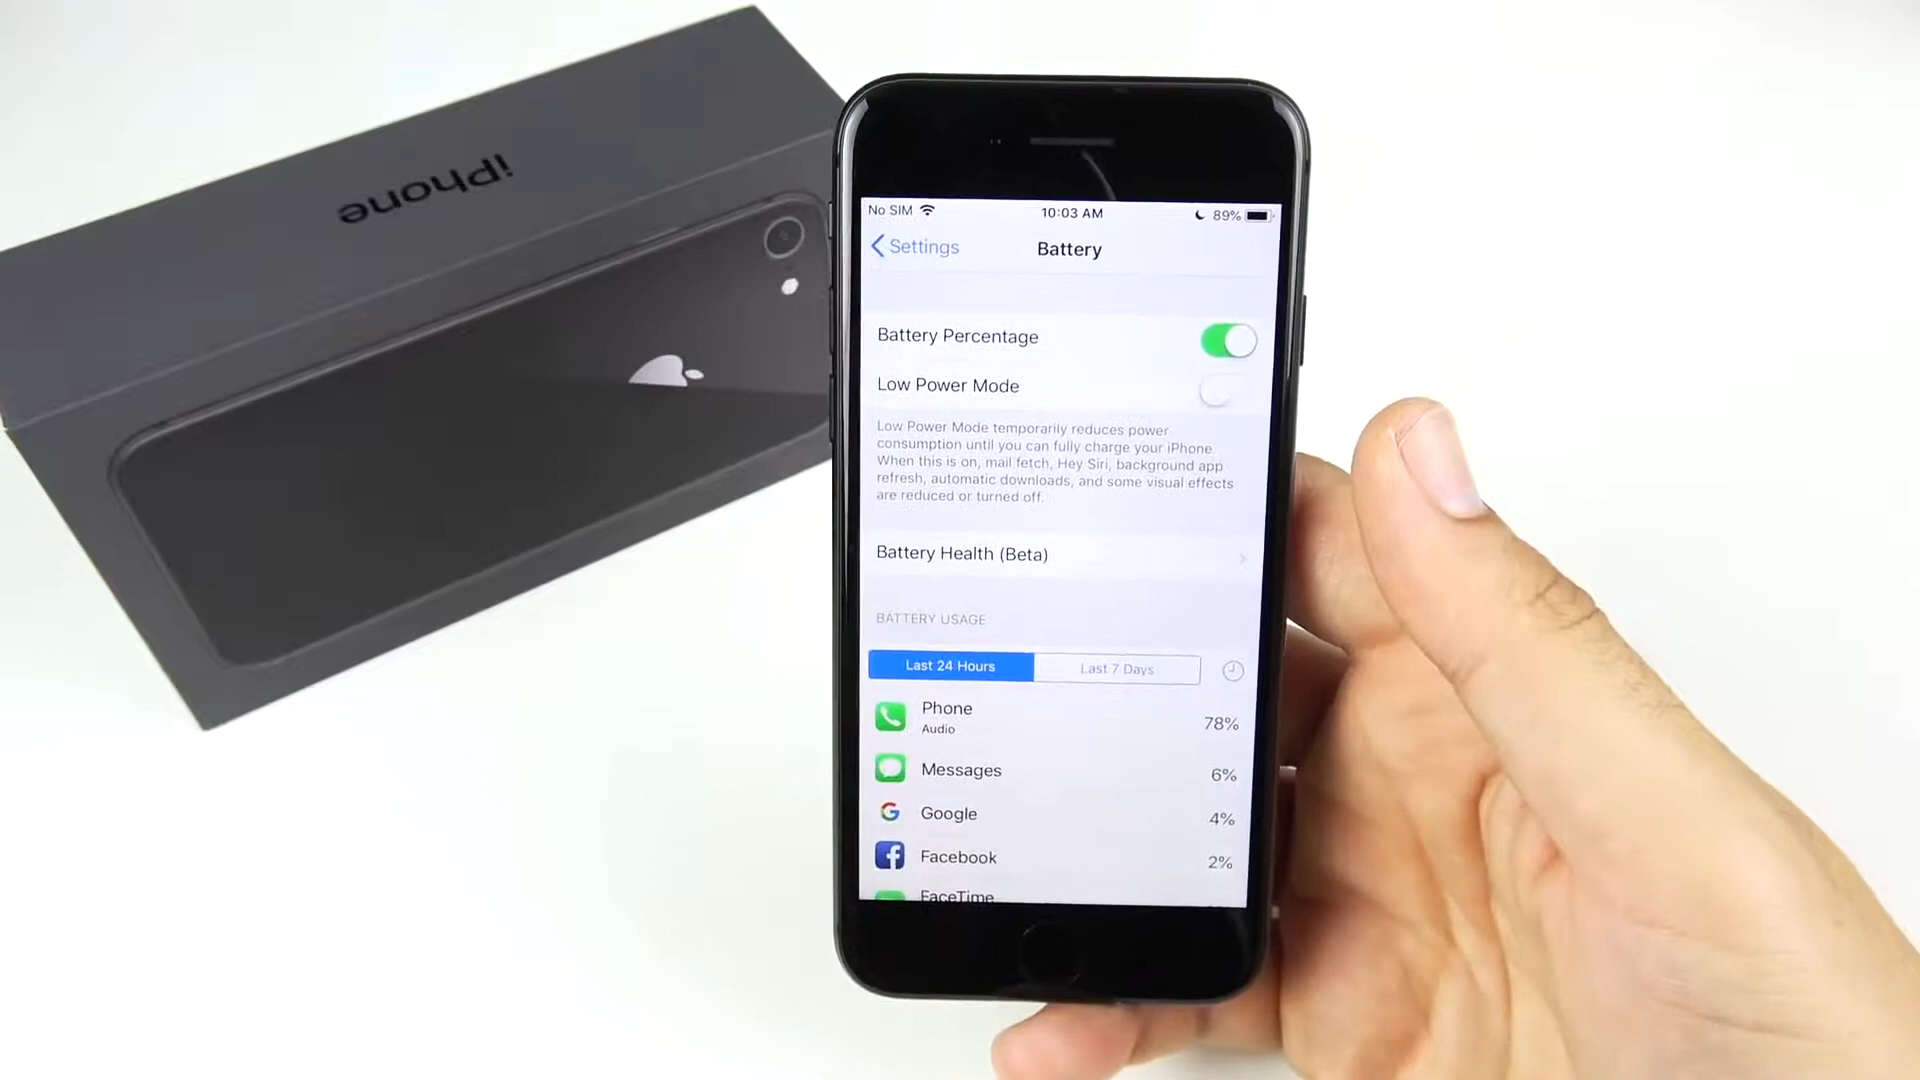 iPhone
No SIM 10:03 AM 89%
Settings Battery
Battery Percentage
Low Power Mode
Low Power Mode temporarily reduces power
consumption until you can fully charge your iPhone.
When this is on, mail fetch, Hey Siri, background app
refresh, automatic downloads, and some visual effects
are reduced or turned off.
Battery Health (Beta)
BATTERY USAGE
Last 24 Hours Last 7 Days
Phone 78%
Audio
Messages 6%
Google 4%
Facebook 2%
FaceTime